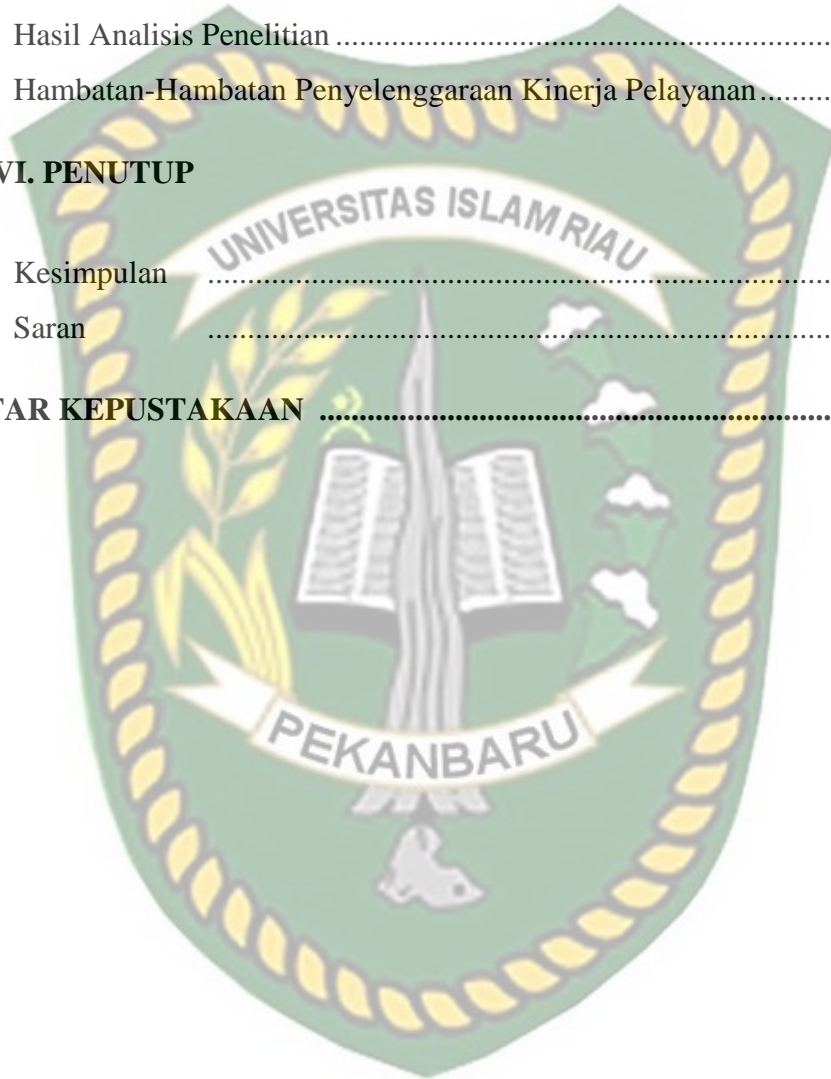 Hasil Analisis Penelitian ................................................................
Hambatan-Hambatan Penyelenggaraan Kinerja Pelayanan .........
VI. PENUTUP
UNIVERSITAS ISLAM RIAU
Kesimpulan ................................................................
Saran ................................................................
TAR KEPUSTAKAAN ................................................................
PEKANBARU